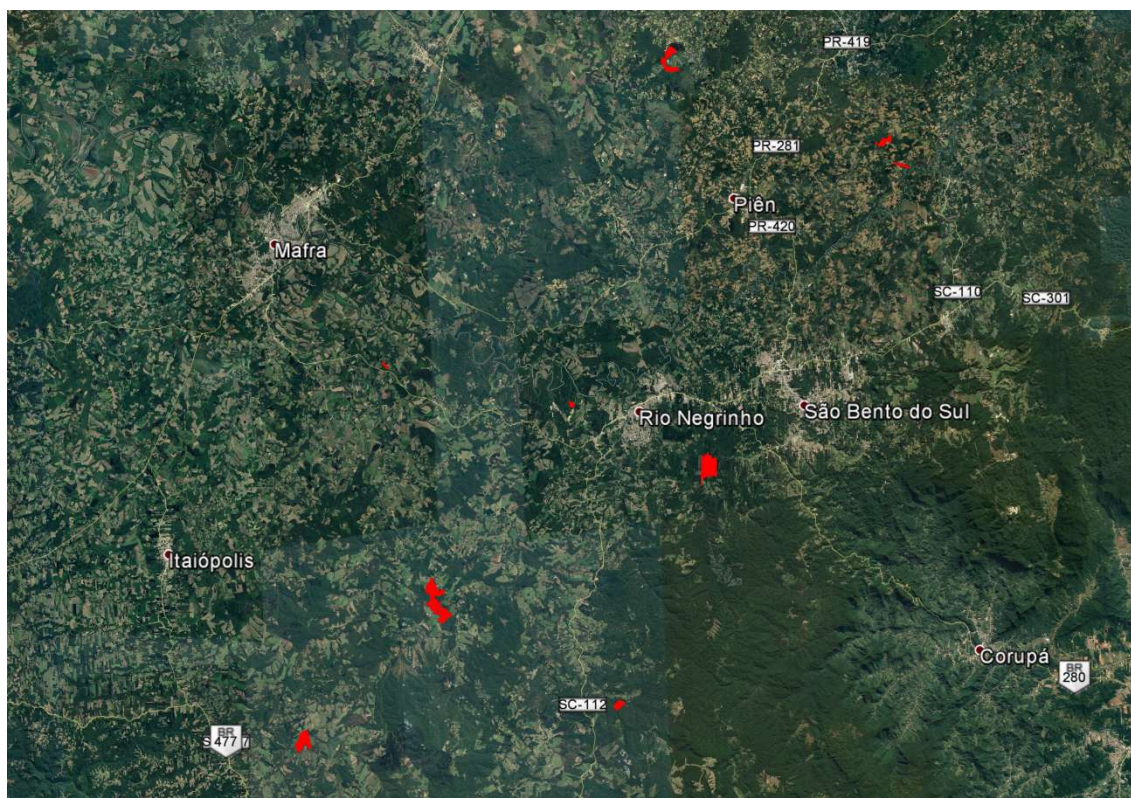 PR-419
PR-281
Piên
PR-420
Mafra
SC-110
SC-301
Rio Negrinho
São Bento do Sul
Itaiópolis
Corupá
BR
280
SC-112
BR
477